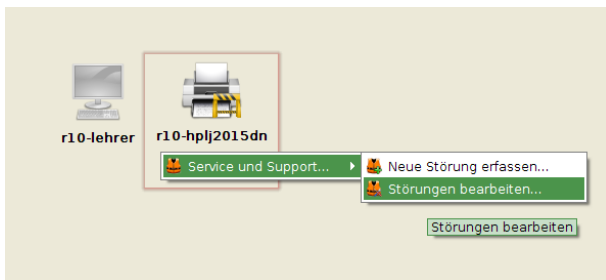 r10-lehrer
r10-hplj2015dn
Service und Support...
Neue Störung erfassen...
Störungen bearbeiten...
Störungen bearbeiten